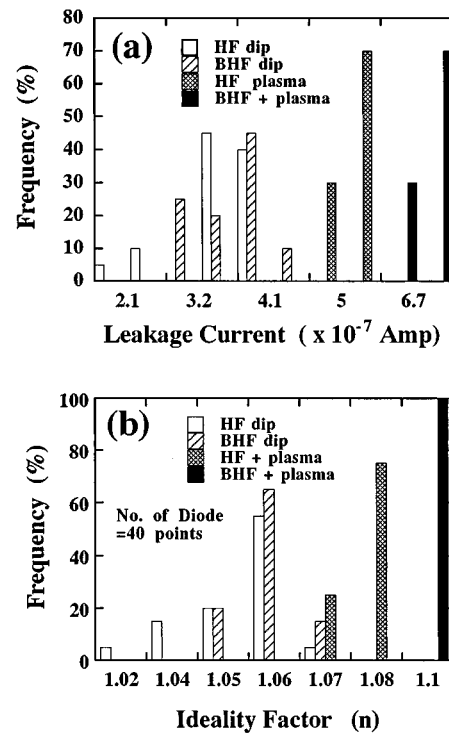 (a)
HF dip
BHF dip
HF plasma
BHF + plasma
80
70
60
50
40
30
20
10
0
Frequency (%)
2.1 3.2 4.1 5 6.7
Leakage Current ( x 10-7 Amp)
(b)
HF dip
BHF dip
HF + plasma
BHF + plasma
No. of Diode
=40 points
100
80
60
40
20
0
Frequency (%)
1.02 1.04 1.05 1.06 1.07 1.08 1.1
Ideality Factor (n)